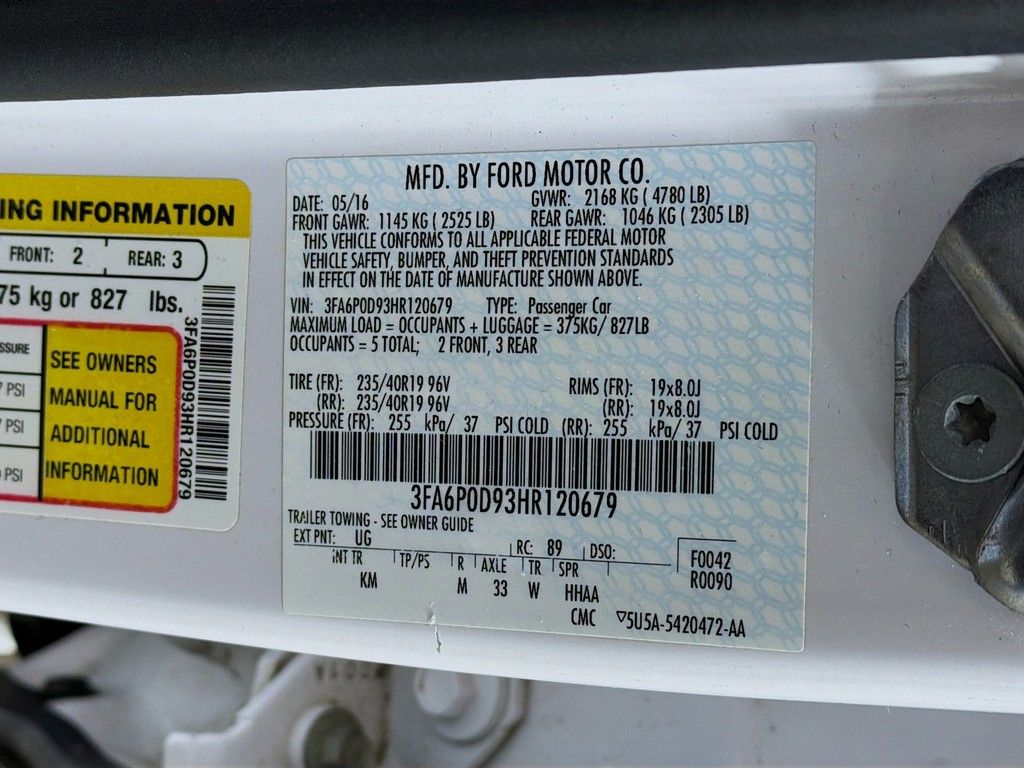 ING INFORMATION
FRONT: 2 REAR: 3
75 kg or 827 lbs.
SSURE
PSI
PSI
PSI
SEE OWNERS
MANUAL FOR
ADDITIONAL
INFORMATION
3FA6P0D93HR120679
MFD. BY FORD MOTOR CO.
DATE: 05/16 GVWR: 2168 KG ( 4780 LB)
FRONT GAWR: 1145 KG ( 2525 LB) REAR GAWR: 1046 KG ( 2305 LB)
THIS VEHICLE CONFORMS TO ALL APPLICABLE FEDERAL MOTOR
VEHICLE SAFETY, BUMPER, AND THEFT PREVENTION STANDARDS
IN EFFECT ON THE DATE OF MANUFACTURE SHOWN ABOVE.
VIN: 3FA6P0D93HR120679 TYPE: Passenger Car
MAXIMUM LOAD = OCCUPANTS + LUGGAGE = 375KG/ 827LB
OCCUPANTS = 5 TOTAL; 2 FRONT, 3 REAR
TIRE (FR): 235/40R19 96V RIMS (FR): 19x8.0J
(RR): 235/40R19 96V (RR): 19x8.0J
PRESSURE (FR): 255 kPa/ 37 PSI COLD (RR): 255 kPa/ 37 PSI COLD
3FA6P0D93HR120679
TRAILER TOWING - SEE OWNER GUIDE
EXT PNT: UG RC: 89 DSO: F0042
INT TR TP/PS R AXLE TR SPR R0090
KM M 33 W HHAA
CMC ▽5U5A-5420472-AA